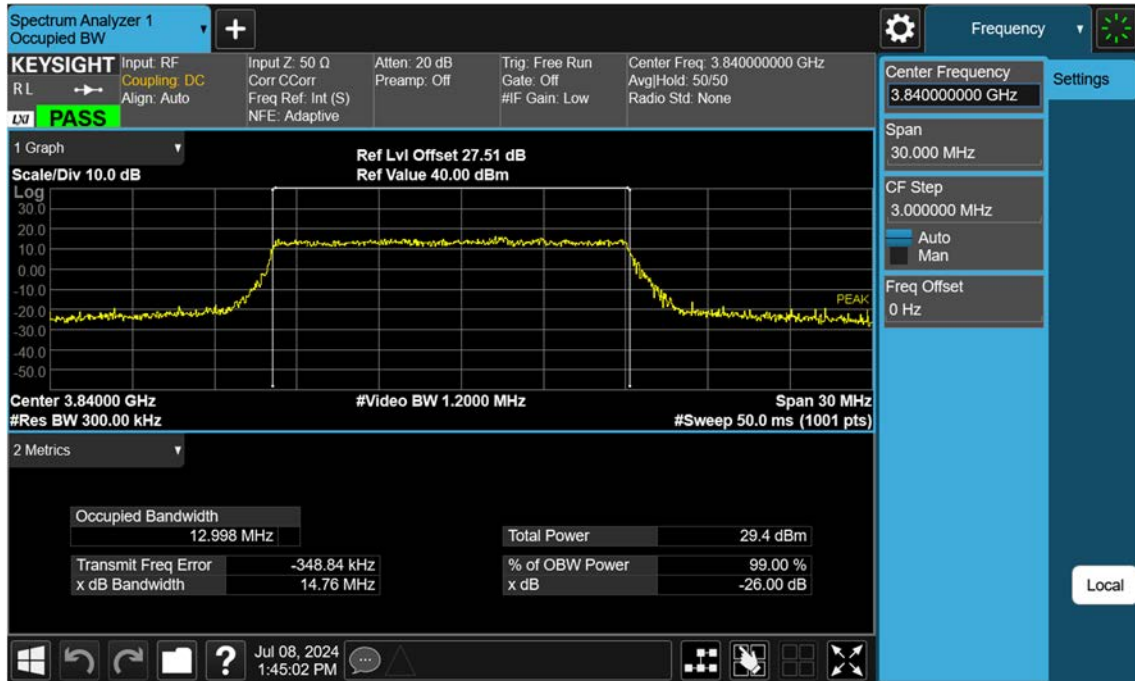 Spectrum Analyzer 1
Occupied BW
+
Frequency
KEYSIGHT
R L
LXI PASS
Input: RF
Coupling: DC
Align: Auto
Input Z: 50 Ω
Corr CCorr
Freq Ref: Int (S)
NFE: Adaptive
Atten: 20 dB
Preamp: Off
Trig: Free Run
Gate: Off
#IF Gain: Low
Center Freq: 3.840000000 GHz
Avg|Hold: 50/50
Radio Std: None
1 Graph
Ref Lvl Offset 27.51 dB
Scale/Div 10.0 dB
Ref Value 40.00 dBm
Log
30.0
20.0
10.0
0.00
-10.0
-20.0
-30.0
-40.0
-50.0
PEAK
Center 3.84000 GHz
#Video BW 1.2000 MHz
Span 30 MHz
#Res BW 300.00 kHz
#Sweep 50.0 ms (1001 pts)
2 Metrics
Occupied Bandwidth
12.998 MHz
Transmit Freq Error -348.84 kHz
x dB Bandwidth 14.76 MHz
Total Power 29.4 dBm
% of OBW Power 99.00 %
x dB -26.00 dB
?
Jul 08, 2024
1:45:02 PM
Center Frequency
3.840000000 GHz
Span
30.000 MHz
CF Step
3.000000 MHz
Auto
Man
Freq Offset
0 Hz
Settings
Local